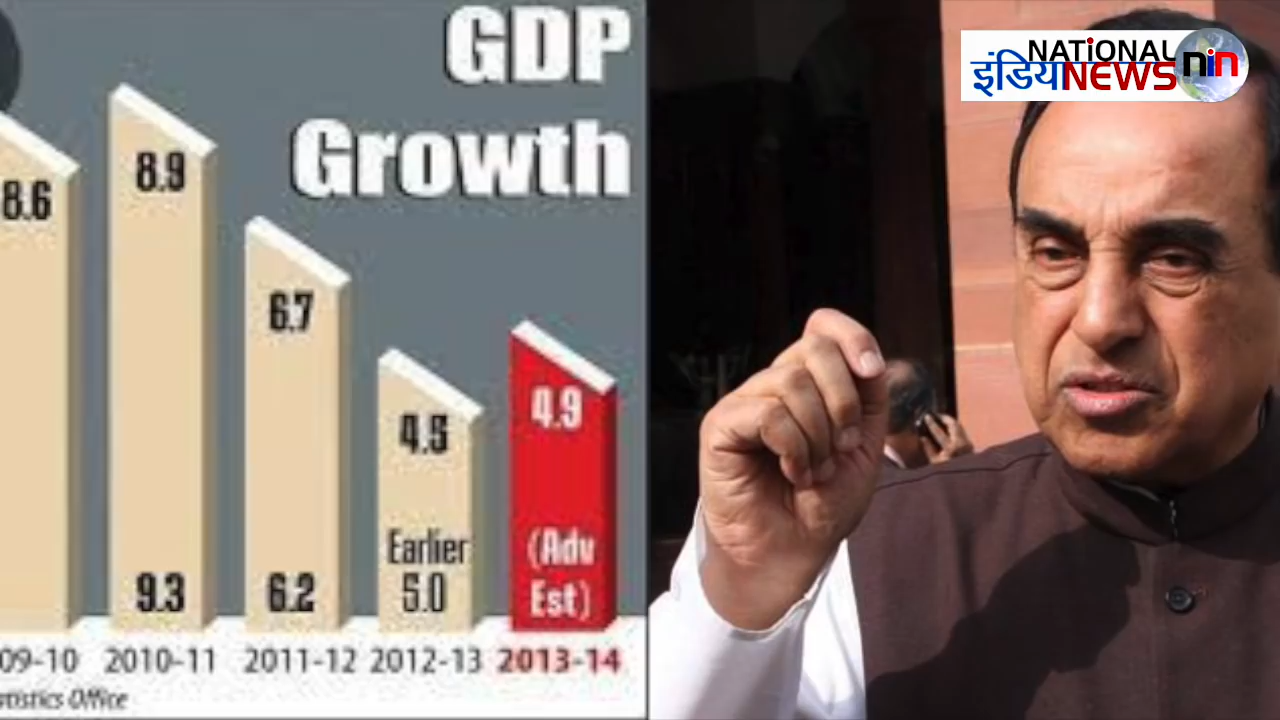 GDP
Growth
8.6
8.9
6.7
4.5
4.9
Earlier
5.0
(Adv
Est)
9.3
6.2
09-10
2010-11
2011-12
2012-13
2013-14
atistics Office
NATiONAL
इंडियाNEWS
nin